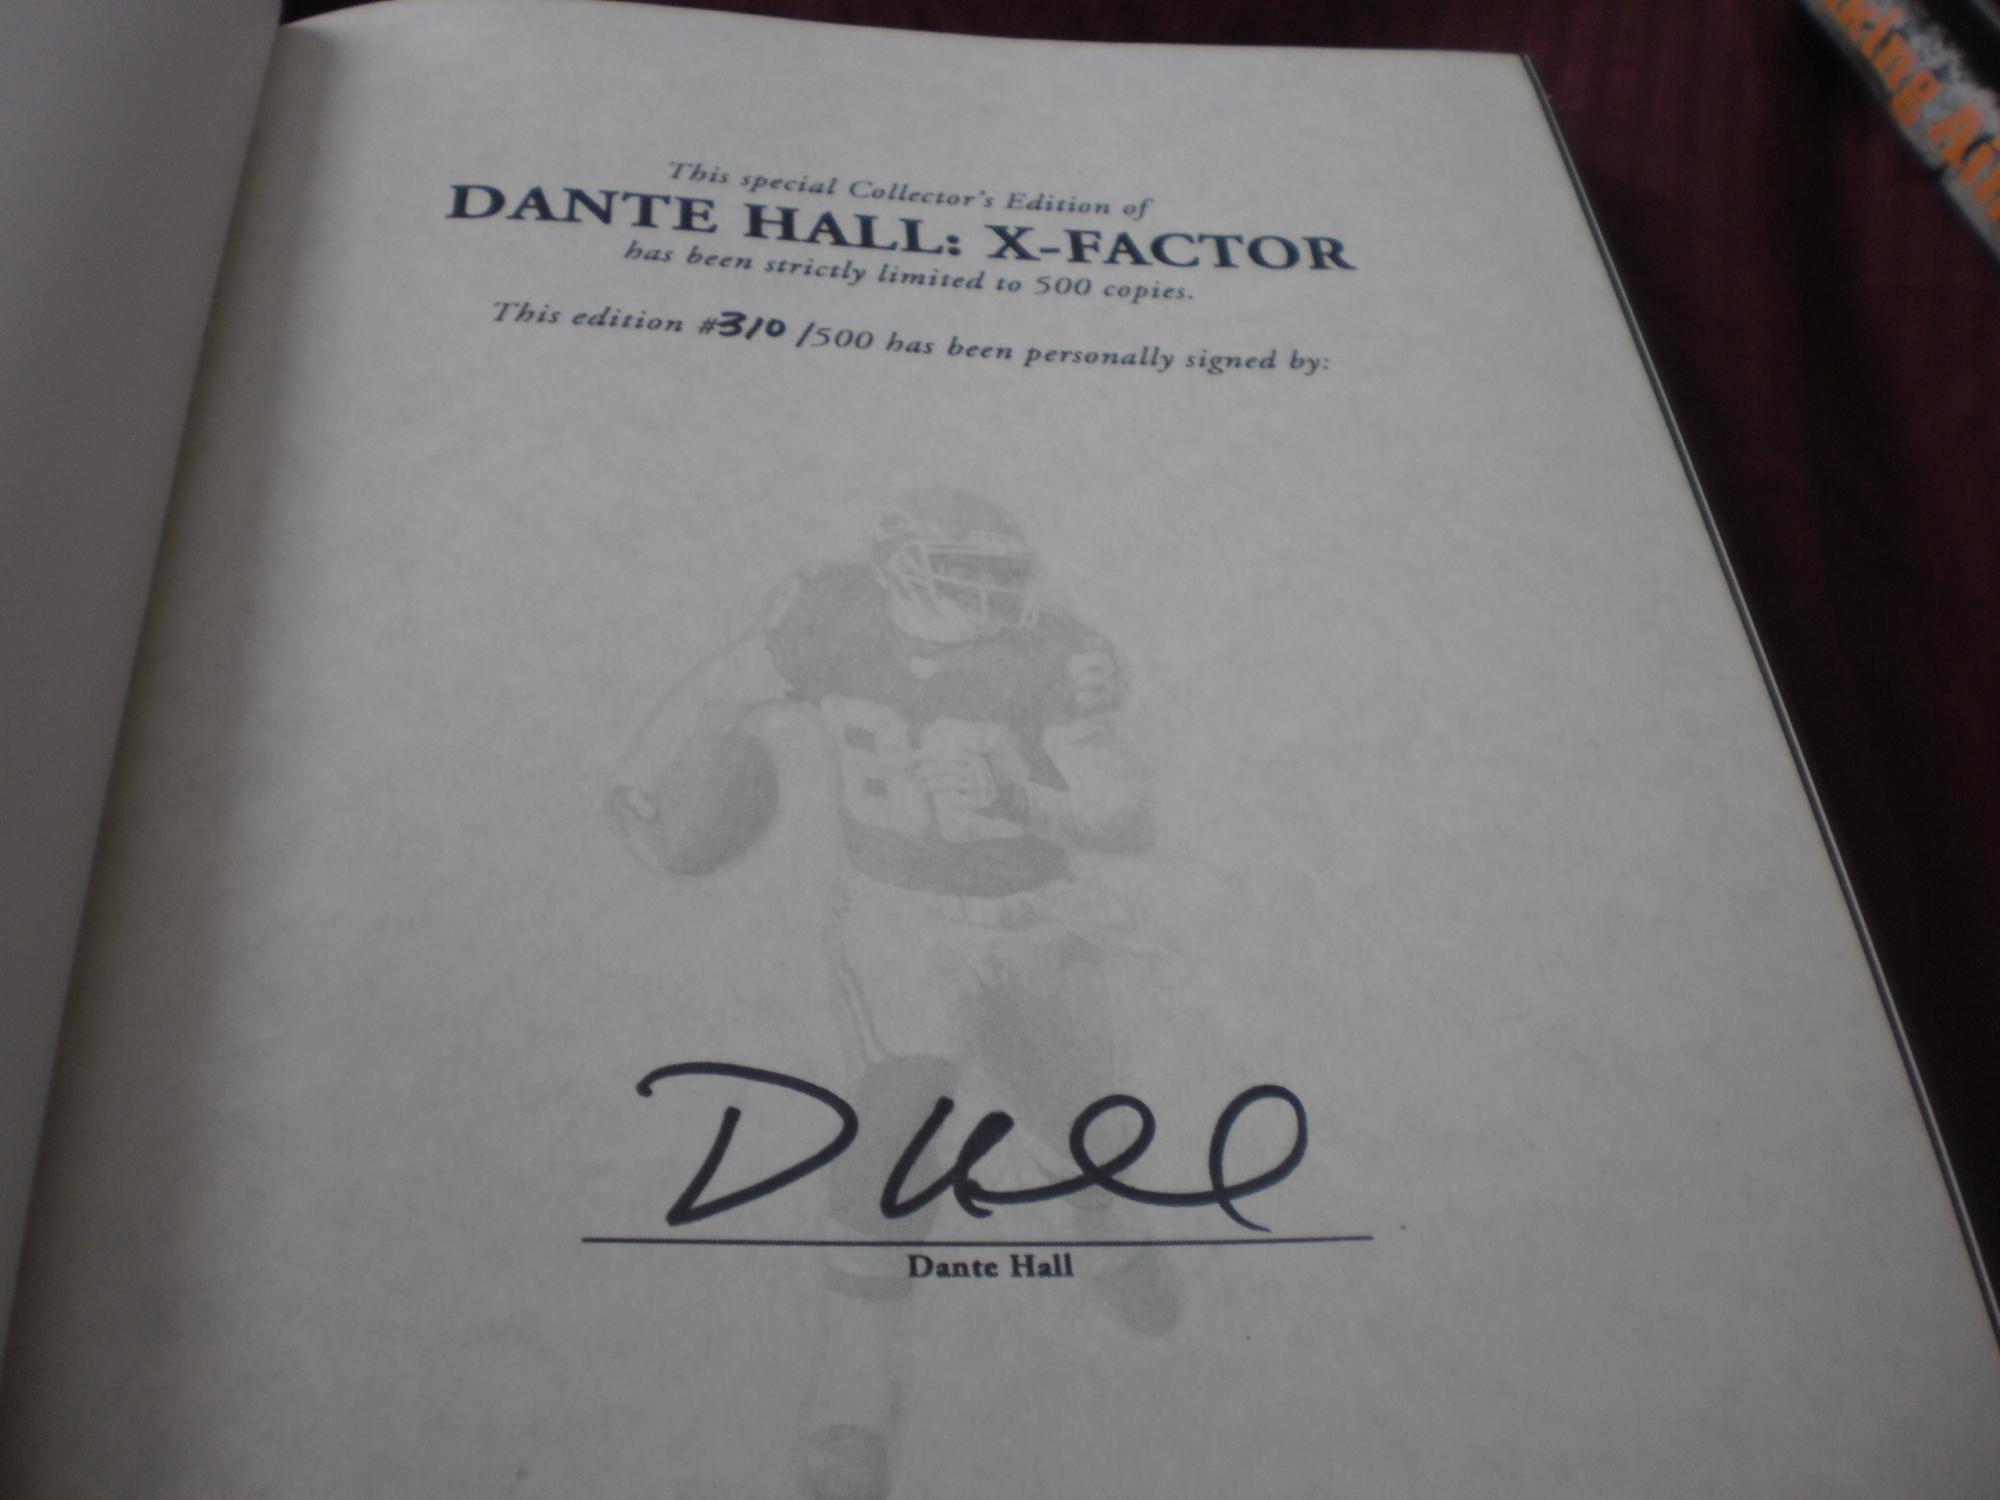 This special Collector's Edition of
DANTE HALL: X-FACTOR
has been strictly limited to 500 copies.
This edition #310 /500 has been personally signed by:
D Hall
Dante Hall